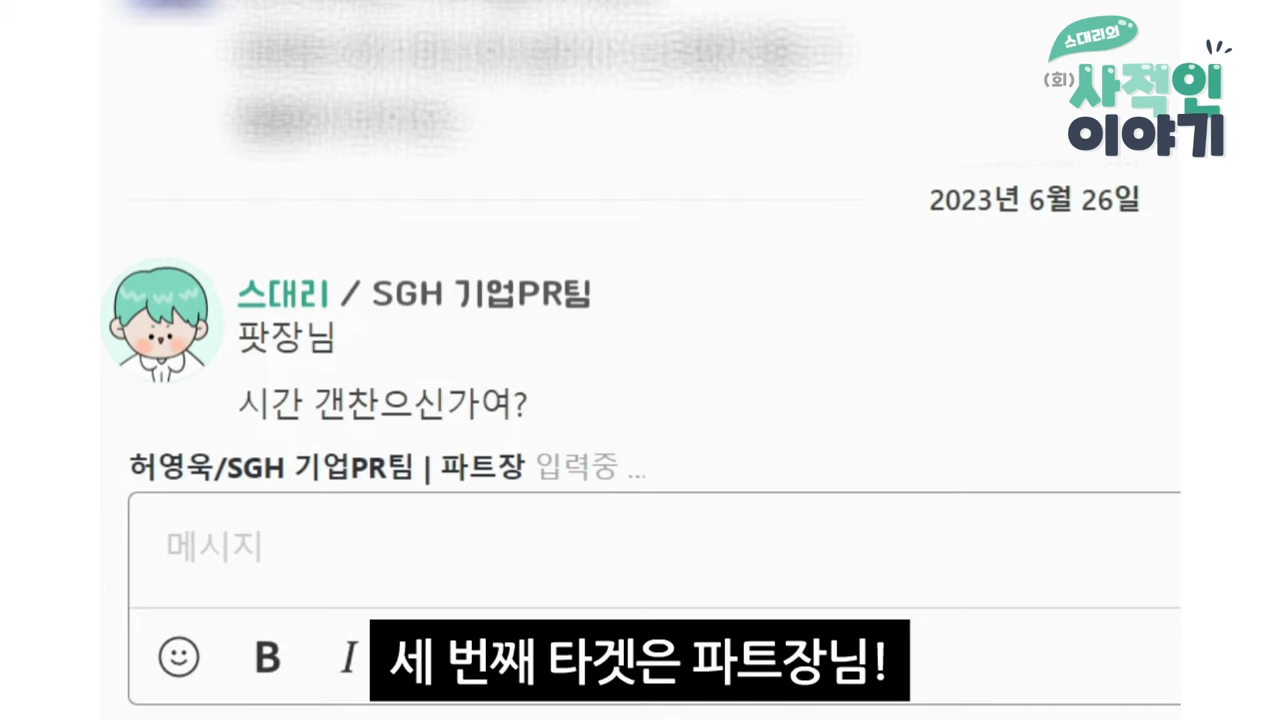 스대리의
(회)사적인
이야기
2023년 6월 26일
스대리 / SGH 기업PR팀
팟장님
시간 갠찬으신가여?
허영욱/SGH 기업PR팀 | 파트장 입력중 ...
메시지
B I
세 번째 타겟은 파트장님!